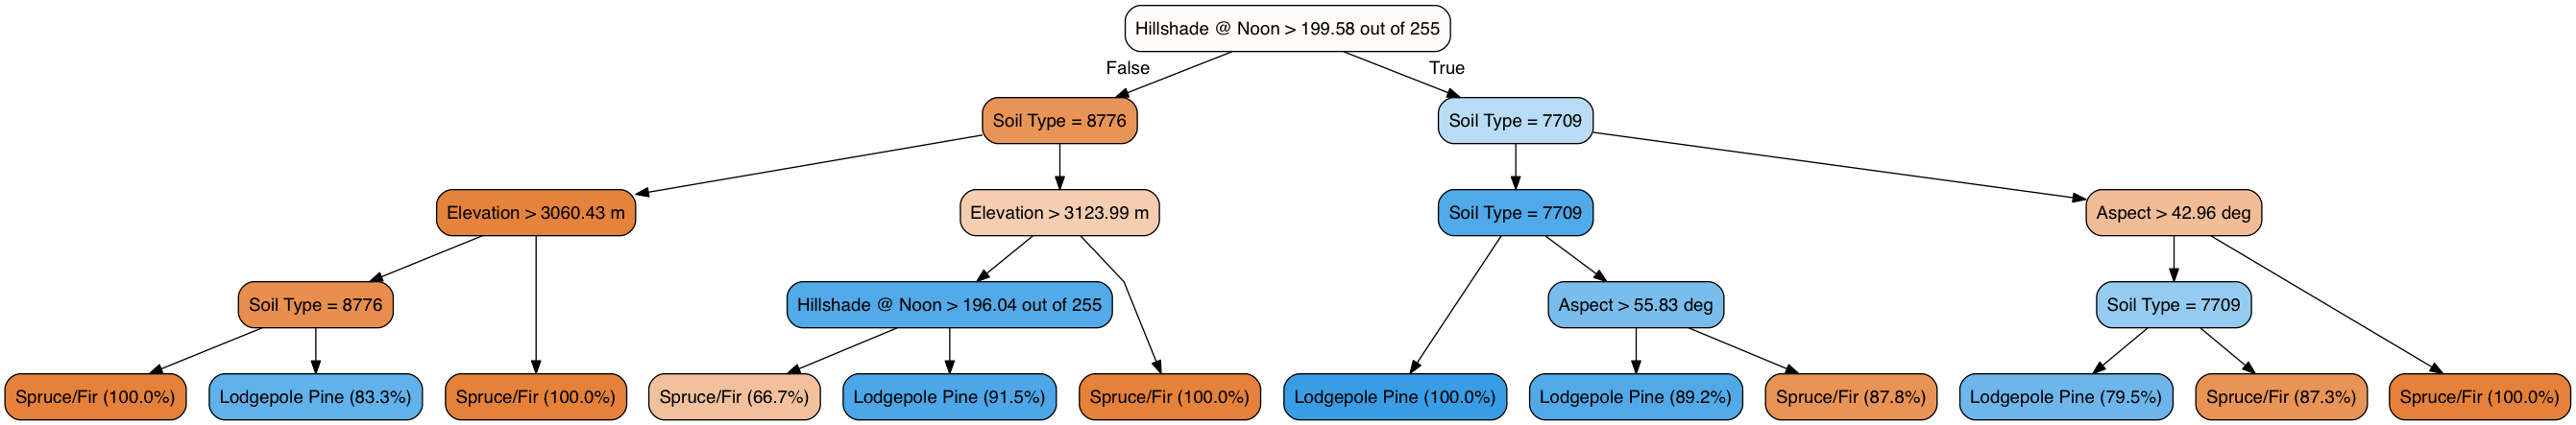 Hillshade @ Noon > 199.58 out of 255
False
True
Soil Type = 8776
Soil Type = 7709
Elevation > 3060.43 m
Elevation > 3123.99 m
Soil Type = 7709
Aspect > 42.96 deg
Soil Type = 8776
Hillshade @ Noon > 196.04 out of 255
Aspect > 55.83 deg
Soil Type = 7709
Spruce/Fir (100.0%)
Lodgepole Pine (83.3%)
Spruce/Fir (100.0%)
Spruce/Fir (66.7%)
Lodgepole Pine (91.5%)
Spruce/Fir (100.0%)
Lodgepole Pine (100.0%)
Lodgepole Pine (89.2%)
Spruce/Fir (87.8%)
Lodgepole Pine (79.5%)
Spruce/Fir (87.3%)
Spruce/Fir (100.0%)